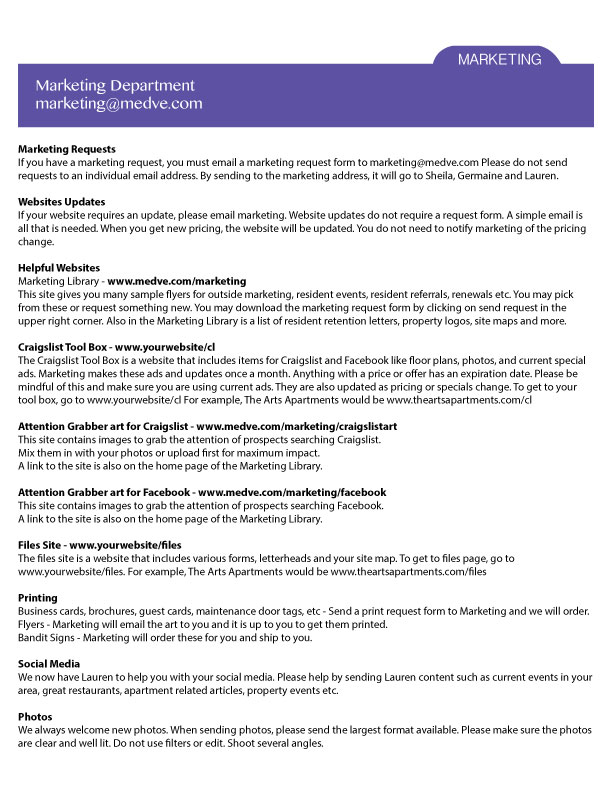 MARKETING
Marketing Department
marketing@medve.com
Marketing Requests
If you have a marketing request, you must email a marketing request form to marketing@medve.com Please do not send
requests to an individual email address. By sending to the marketing address, it will go to Sheila, Germaine and Lauren.
Websites Updates
If your website requires an update, please email marketing. Website updates do not require a request form. A simple email is
all that is needed. When you get new pricing, the website will be updated. You do not need to notify marketing of the pricing
change.
Helpful Websites
Marketing Library - www.medve.com/marketing
This site gives you many sample flyers for outside marketing, resident events, resident referrals, renewals etc. You may pick
from these or request something new. You may download the marketing request form by clicking on send request in the
upper right corner. Also in the Marketing Library is a list of resident retention letters, property logos, site maps and more.
Craigslist Tool Box - www.yourwebsite/cl
The Craigslist Tool Box is a website that includes items for Craigslist and Facebook like floor plans, photos, and current special
ads. Marketing makes these ads and updates once a month. Anything with a price or offer has an expiration date. Please be
mindful of this and make sure you are using current ads. They are also updated as pricing or specials change. To get to your
tool box, go to www.yourwebsite/cl For example, The Arts Apartments would be www.theartsapartments.com/cl
Attention Grabber art for Craigslist - www.medve.com/marketing/craigslistart
This site contains images to grab the attention of prospects searching Craigslist.
Mix them in with your photos or upload first for maximum impact.
A link to the site is also on the home page of the Marketing Library.
Attention Grabber art for Facebook - www.medve.com/marketing/facebook
This site contains images to grab the attention of prospects searching Facebook.
A link to the site is also on the home page of the Marketing Library.
Files Site - www.yourwebsite/files
The files site is a website that includes various forms, letterheads and your site map. To get to files page, go to
www.yourwebsite/files. For example, The Arts Apartments would be www.theartsapartments.com/files
Printing
Business cards, brochures, guest cards, maintenance door tags, etc - Send a print request form to Marketing and we will order.
Flyers - Marketing will email the art to you and it is up to you to get them printed.
Bandit Signs - Marketing will order these for you and ship to you.
Social Media
We now have Lauren to help you with your social media. Please help by sending Lauren content such as current events in your
area, great restaurants, apartment related articles, property events etc.
Photos
We always welcome new photos. When sending photos, please send the largest format available. Please make sure the photos
are clear and well lit. Do not use filters or edit. Shoot several angles.